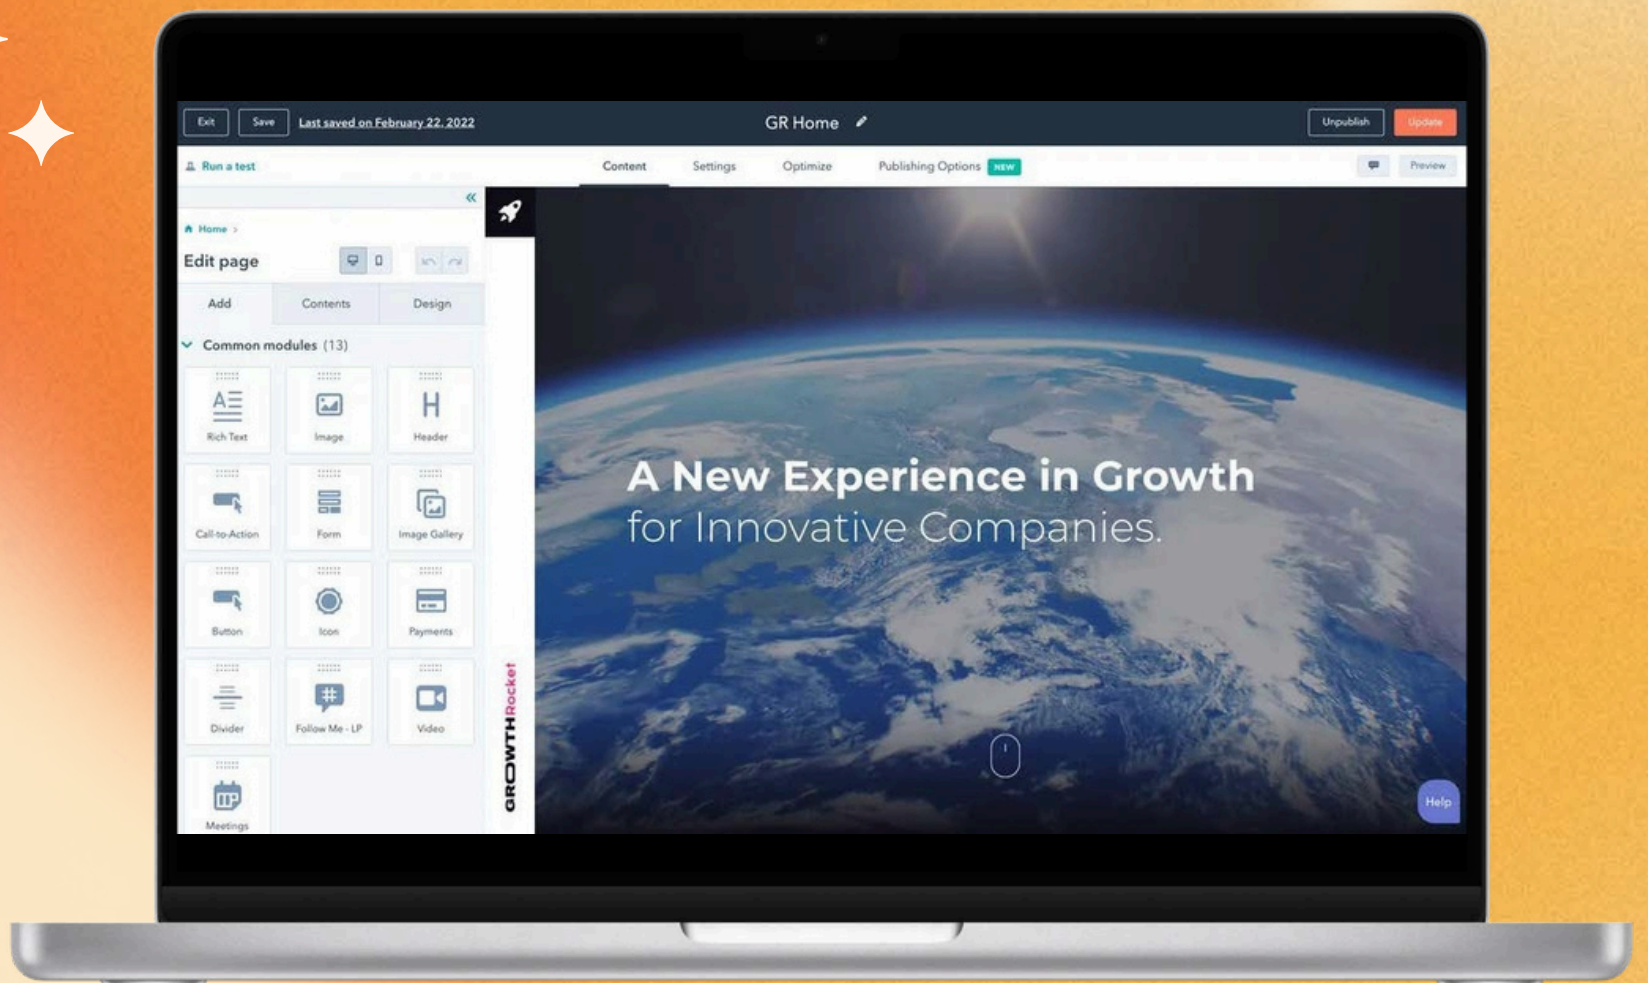 Exit Save Last saved on February 22, 2022 GR Home Unpublish Update
Run a test Content Settings Optimize Publishing Options NEW Preview
Home
Edit page
Add Contents Design
Common modules (13)
Rich Text Image Header
Call-to-Action Form Image Gallery
Button Icon Payments
Divider Follow Me - LP Video
Meetings
GROWTHRocket
A New Experience in Growth
for Innovative Companies.
Help